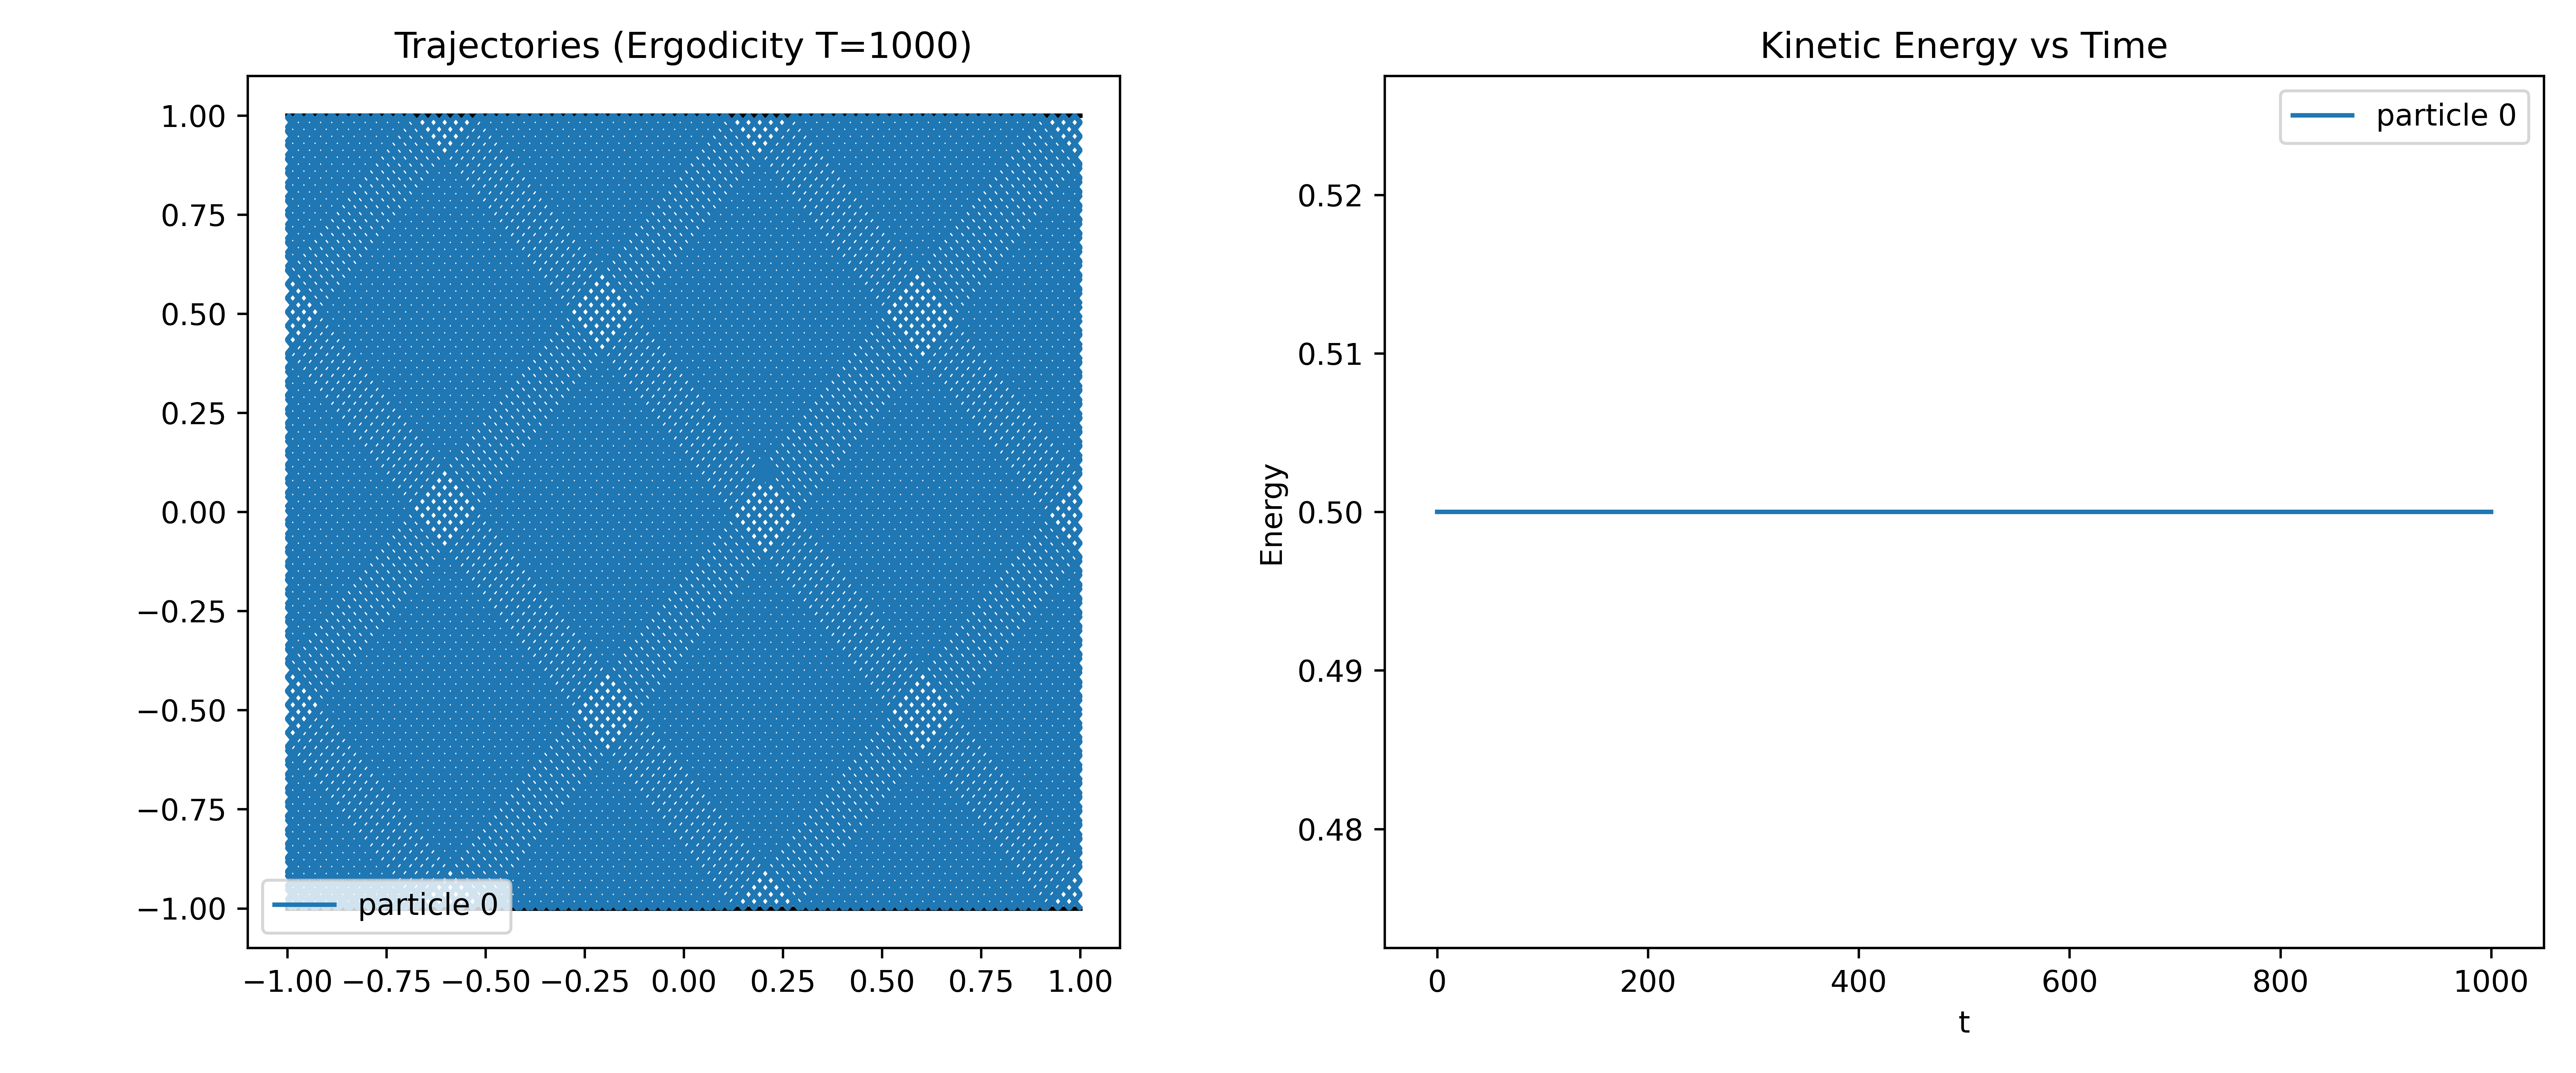 Trajectories (Ergodicity T=1000)
1.00
0.75
0.50
0.25
0.00
−0.25
−0.50
−0.75
−1.00
particle 0
−1.00 −0.75 −0.50 −0.25 0.00 0.25 0.50 0.75 1.00
Kinetic Energy vs Time
particle 0
Energy
0.52
0.51
0.50
0.49
0.48
0 200 400 600 800 1000
t